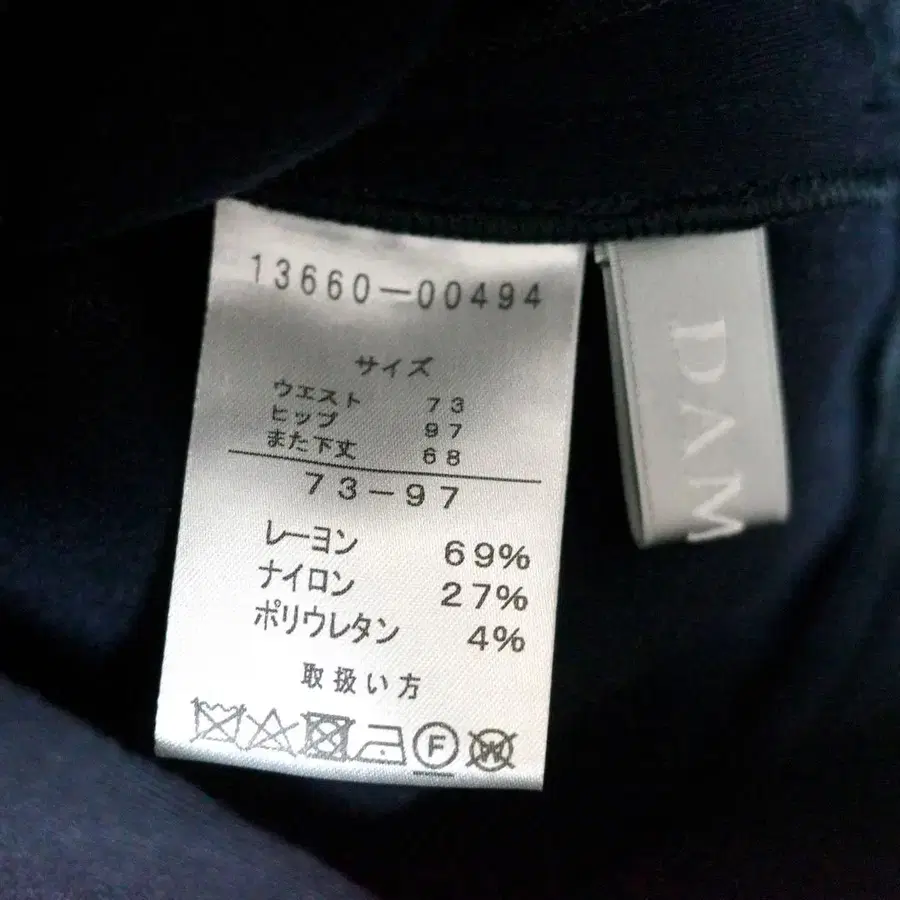 13660-00494
サイズ
ウエスト 73
ヒップ 97
また下丈 68
73-97
レーヨン 69%
ナイロン 27%
ポリウレタン 4%
取扱い方
F W
DAM